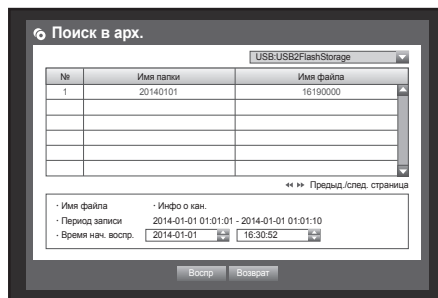 Поиск в арх.
USB:USB2FlashStorage
№ Имя папки Имя файла
1 20140101 16190000
Предыд./след. страница
· Имя файла · Инфо о кан.
· Период записи 2014-01-01 01:01:01 - 2014-01-01 01:01:10
· Время нач. воспр. 2014-01-01 16:30:52
Воспр Возврат